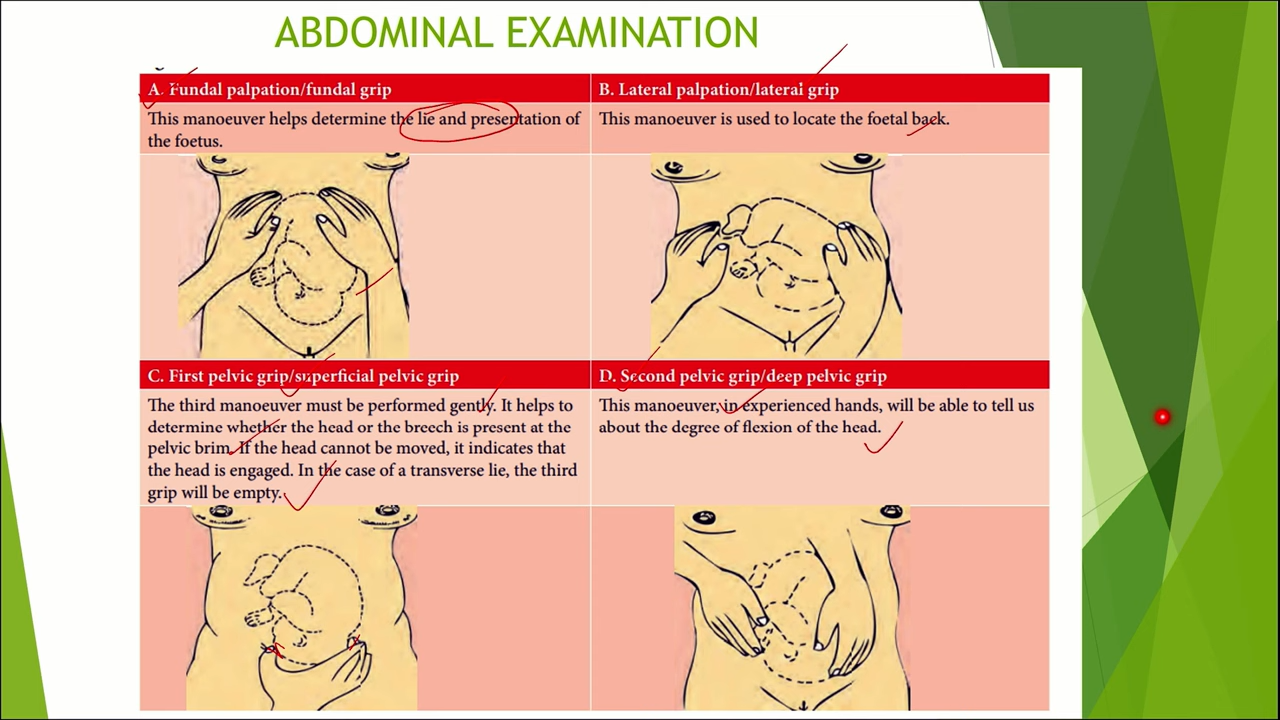 ABDOMINAL EXAMINATION
A. Fundal palpation/fundal grip
This manoeuver helps determine the lie and presentation of
the foetus.
B. Lateral palpation/lateral grip
This manoeuver is used to locate the foetal back.
C. First pelvic grip/superficial pelvic grip
The third manoeuver must be performed gently. It helps to
determine whether the head or the breech is present at the
pelvic brim. If the head cannot be moved, it indicates that
the head is engaged. In the case of a transverse lie, the third
grip will be empty.
D. Second pelvic grip/deep pelvic grip
This manoeuver, in experienced hands, will be able to tell us
about the degree of flexion of the head.